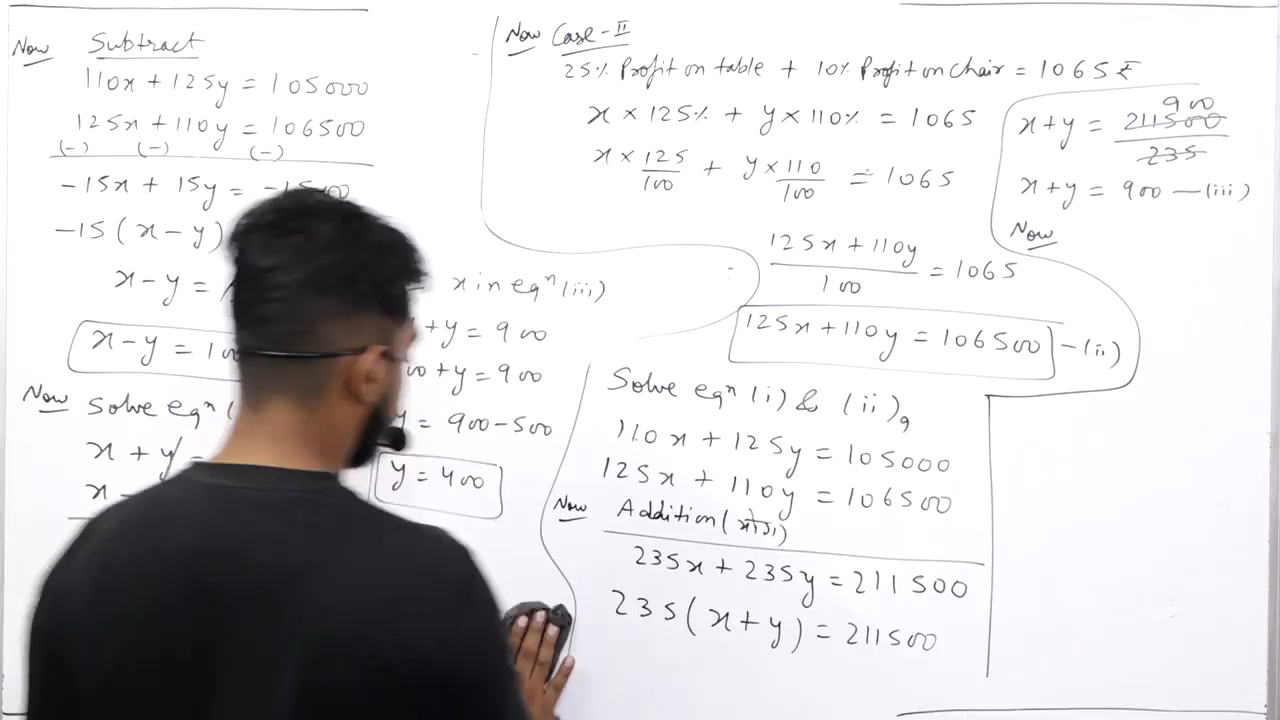 Now Subtract
110x + 125y = 105000
125x + 110y = 106500
(-) (-) (-)
-15x + 15y = -1500
-15(x-y)
x-y =
x-y = 10
Now Solve eqⁿ (
x + y
x -
x in eqⁿ (iii)
+ y = 900
00 + y = 900
y = 900-500
y = 400
Now Case-II
25% Profit on table + 10% Profit on Chair = 1065₹
x × 125% + y × 110% = 1065
x × 125/100 + y × 110/100 = 1065
125x + 110y/100 = 1065
125x + 110y = 106500 -(ii)
Solve eqⁿ (i) & (ii),
110x + 125y = 105000
125x + 110y = 106500
Now Addition (योग)
235x + 235y = 211500
235(x+y) = 211500
900
x+y = 211500/235
x+y = 900 -(iii)
Now